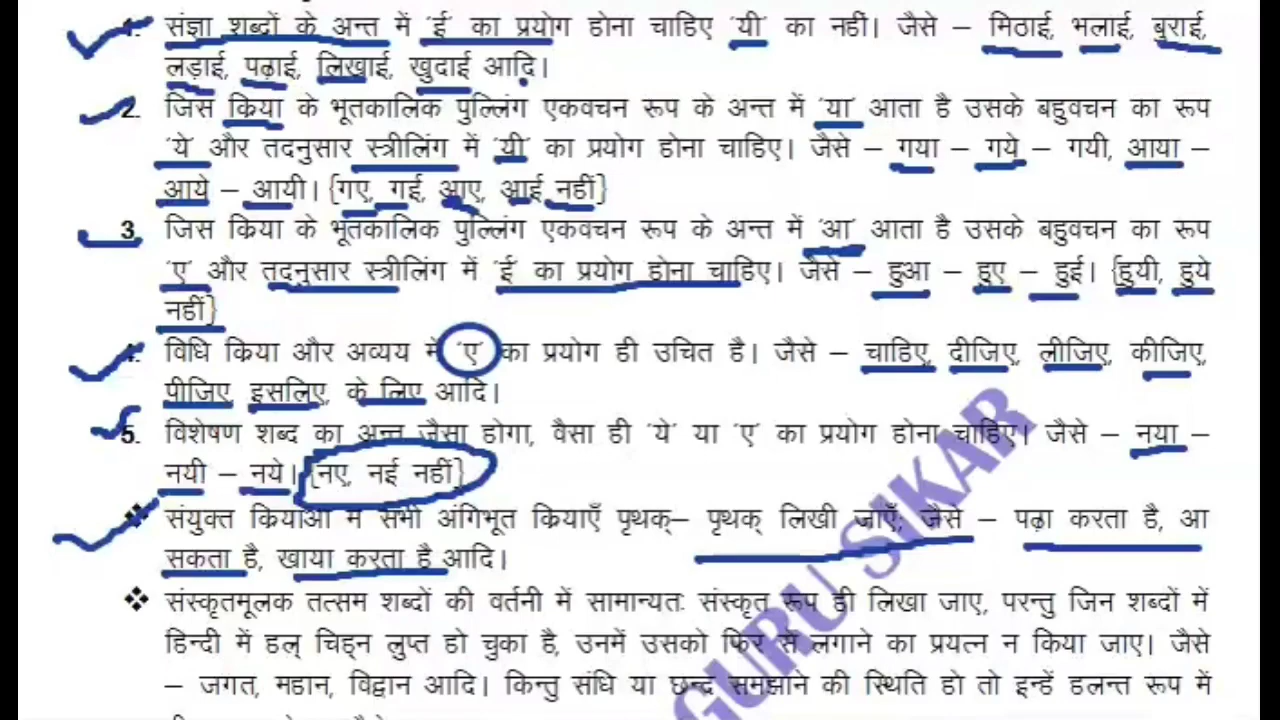 1. संज्ञा शब्दों के अन्त में 'ई' का प्रयोग होना चाहिए 'यी' का नहीं। जैसे – मिठाई, भलाई, बुराई,
लड़ाई, पढ़ाई, लिखाई, खुदाई आदि।
2. जिस क्रिया के भूतकालिक पुल्लिंग एकवचन रूप के अन्त में 'या' आता है उसके बहुवचन का रूप
'ये' और तदनुसार स्त्रीलिंग में 'यी' का प्रयोग होना चाहिए। जैसे – गया – गये – गयी, आया –
आये – आयी। {गए, गई, आए, आई नहीं}
3. जिस क्रिया के भूतकालिक पुल्लिंग एकवचन रूप के अन्त में 'आ' आता है उसके बहुवचन का रूप
'ए' और तदनुसार स्त्रीलिंग में 'ई' का प्रयोग होना चाहिए। जैसे – हुआ – हुए – हुई। {हुयी, हुये
नहीं}
4. विधि क्रिया और अव्यय में 'ए' का प्रयोग ही उचित है। जैसे – चाहिए, दीजिए, लीजिए, कीजिए,
पीजिए, इसलिए, के लिए आदि।
5. विशेषण शब्द का अन्त जैसा होगा, वैसा ही 'ये' या 'ए' का प्रयोग होना चाहिए। जैसे – नया –
नयी – नये। {नए, नई नहीं}
❖ संयुक्त क्रियाओं में सभी अंगिभूत क्रियाएँ पृथक्– पृथक् लिखी जाएँ; जैसे – पढ़ा करता है, आ
सकता है, खाया करता है आदि।
❖ संस्कृतमूलक तत्सम शब्दों की वर्तनी में सामान्यतः संस्कृत रूप ही लिखा जाए, परन्तु जिन शब्दों में
हिन्दी में हल् चिह्न लुप्त हो चुका है, उनमें उसको फिर से लगाने का प्रयत्न न किया जाए। जैसे
– जगत, महान, विद्वान आदि। किन्तु संधि या छन्द समझाने की स्थिति हो तो इन्हें हलन्त रूप में
GURU SIKAR